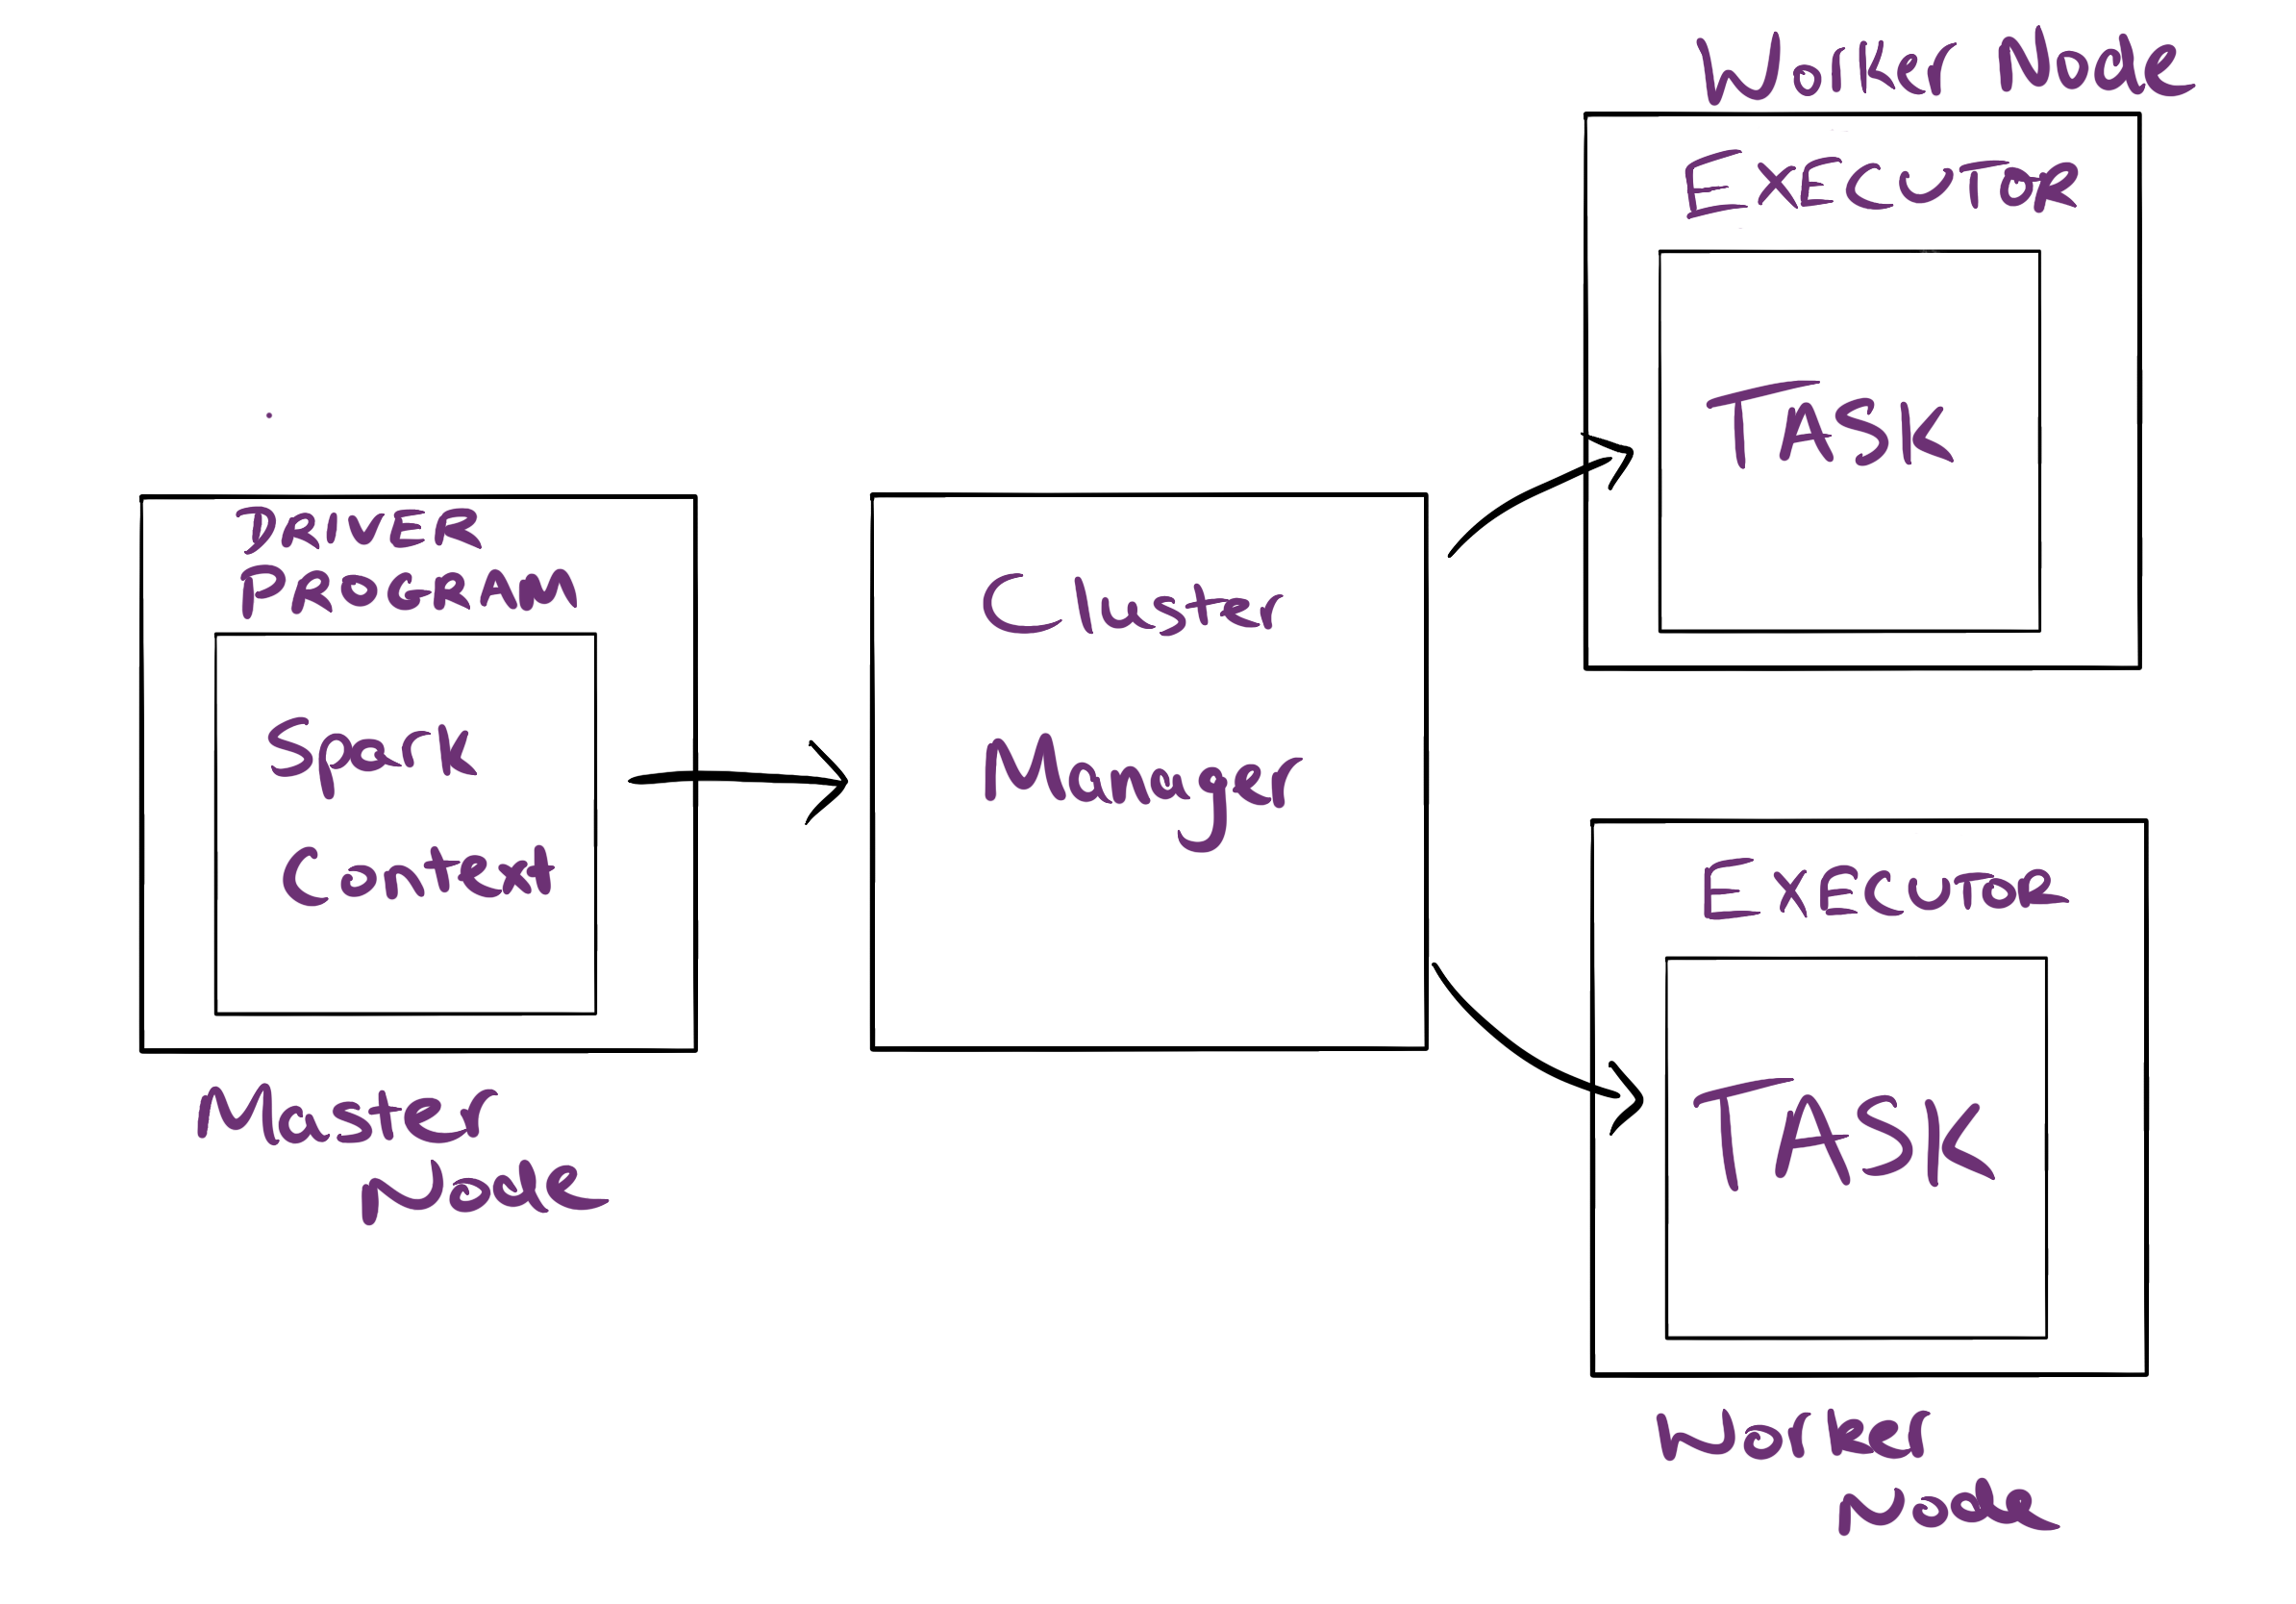 DRIVER
PROGRAM
Spark
Context
Master
Node
Cluster
Manager
Worker Node
EXECUTOR
TASK
EXECUTOR
TASK
Worker
Node